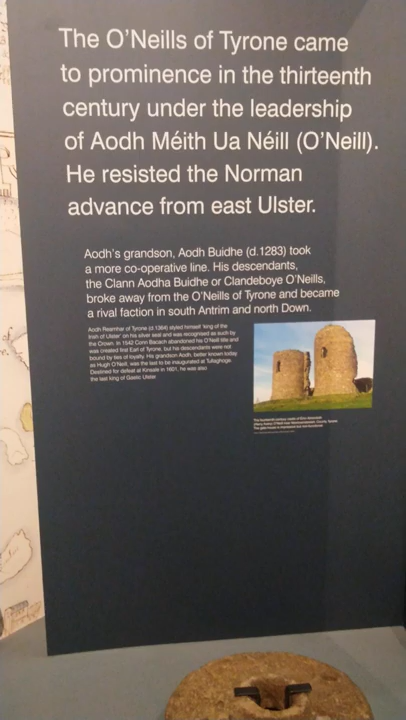 The O'Neills of Tyrone came
to prominence in the thirteenth
century under the leadership
of Aodh Méith Ua Néill (O'Neill).
He resisted the Norman
advance from east Ulster.
Aodh's grandson, Aodh Buidhe (d.1283) took
a more co-operative line. His descendants,
the Clann Aodha Buidhe or Clandeboye O'Neills,
broke away from the O'Neills of Tyrone and became
a rival faction in south Antrim and north Down.
Aodh Reamhar of Tyrone (d.1364) styled himself 'king of the
Irish of Ulster' on his silver seal and was recognised as such by
the Crown. In 1542 Conn Bacach abandoned his O'Neill title and
was created first Earl of Tyrone, but his descendants were not
bound by ties of loyalty. His grandson Aodh, better known today
as Hugh O'Neill, was the last to be inaugurated at Tullaghoge.
Destined for defeat at Kinsale in 1601, he was also
the last king of Gaelic Ulster.